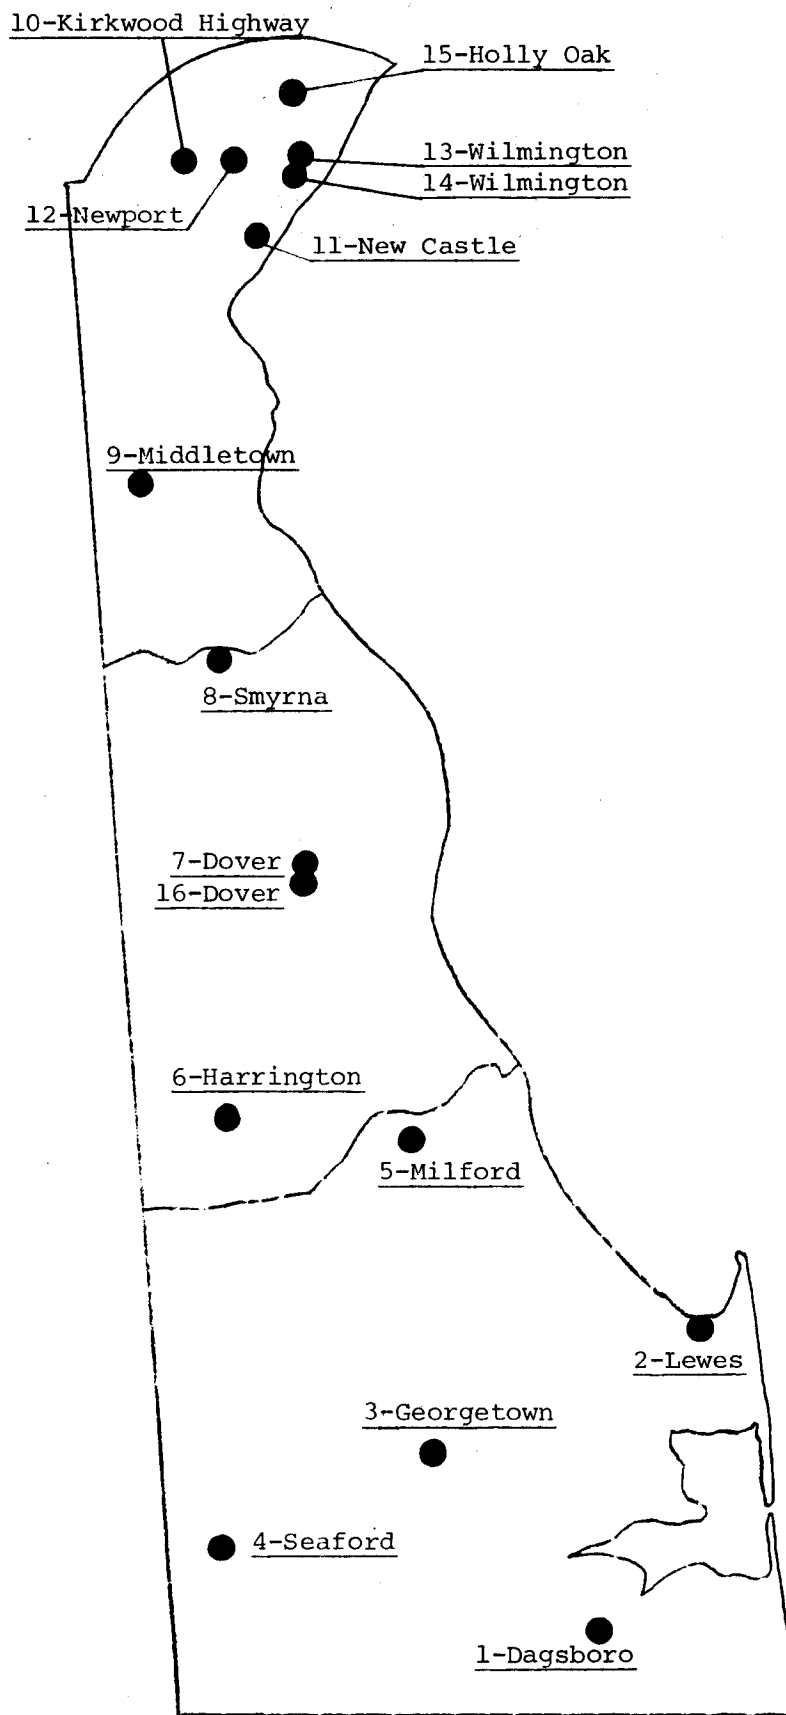 10-Kirkwood Highway
15-Holly Oak
13-Wilmington
14-Wilmington
12-Newport
11-New Castle
9-Middletown
8-Smyrna
7-Dover
16-Dover
6-Harrington
5-Milford
2-Lewes
3-Georgetown
4-Seaford
1-Dagsboro